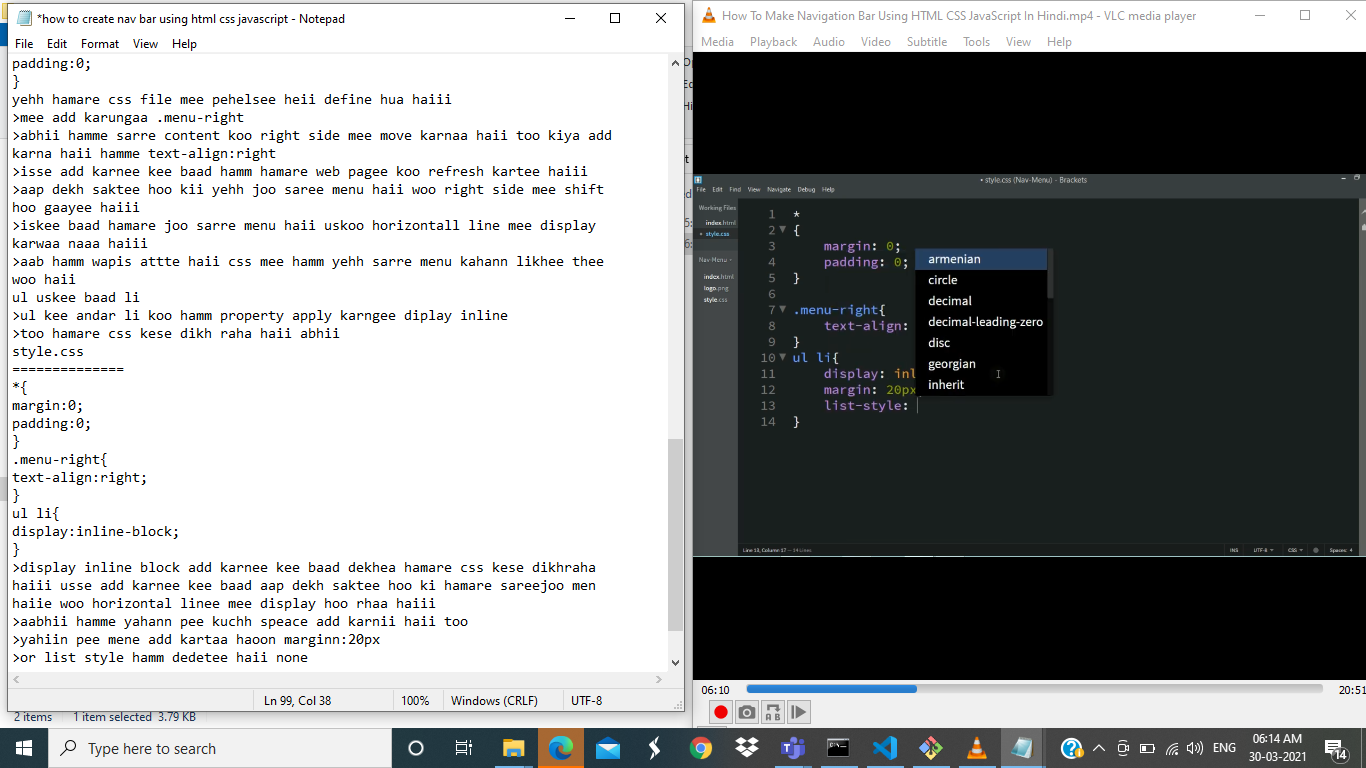 *how to create nav bar using html css javascript - Notepad
File Edit Format View Help
padding:0;
}
yehh hamare css file mee pehelsee heii define hua haiii
>mee add karungaa .menu-right
>abhii hamme sarre content koo right side mee move karnaa haii too kiya add
karna haii hamme text-align:right
>isse add karnee kee baad hamm hamare web pagee koo refresh kartee haiii
>aap dekh saktee hoo kii yehh joo saree menu haii woo right side mee shift
hoo gaayee haiii
>iskee baad hamare joo sarre menu haii uskoo horizontall line mee display
karwaa naaa haiii
>aab hamm wapis attte haii css mee hamm yehh sarre menu kahann likhee thee
woo haii
ul uskee baad li
>ul kee andar li koo hamm property apply karngee diplay inline
>too hamare css kese dikh raha haii abhii
style.css
==============
*{
margin:0;
padding:0;
}
.menu-right{
text-align:right;
}
ul li{
display:inline-block;
}
>display inline block add karnee kee baad dekhea hamare css kese dikhraha
haiii usse add karnee kee baad aap dekh saktee hoo ki hamare sareejoo men
haiie woo horizontal linee mee display hoo rhaa haiii
>aabhii hamme yahann pee kuchh speace add karnii haii too
>yahiin pee mene add kartaa haoon marginn:20px
>or list style hamm dedetee haii none
Ln 99, Col 38 100% Windows (CRLF) UTF-8
2 items 1 item selected 3.79 KB
How To Make Navigation Bar Using HTML CSS JavaScript In Hindi.mp4 - VLC media player
Media Playback Audio Video Subtitle Tools View Help
• style.css (Nav-Menu) - Brackets
File Edit Find View Navigate Debug Help
Working Files
index.html
• style.css
Nav-Menu
index.html
logo.png
style.css
1 *
2 {
3 margin: 0;
4 padding: 0;
5 }
6
7 .menu-right{
8 text-align:
9 }
10 ul li{
11 display: inl
12 margin: 20px
13 list-style:
14 }
armenian
circle
decimal
decimal-leading-zero
disc
georgian
inherit
Line 13, Column 17 — 14 Lines
INS UTF-8 CSS Spaces: 4
06:10 20:51
Type here to search
ENG
06:14 AM
30-03-2021
14